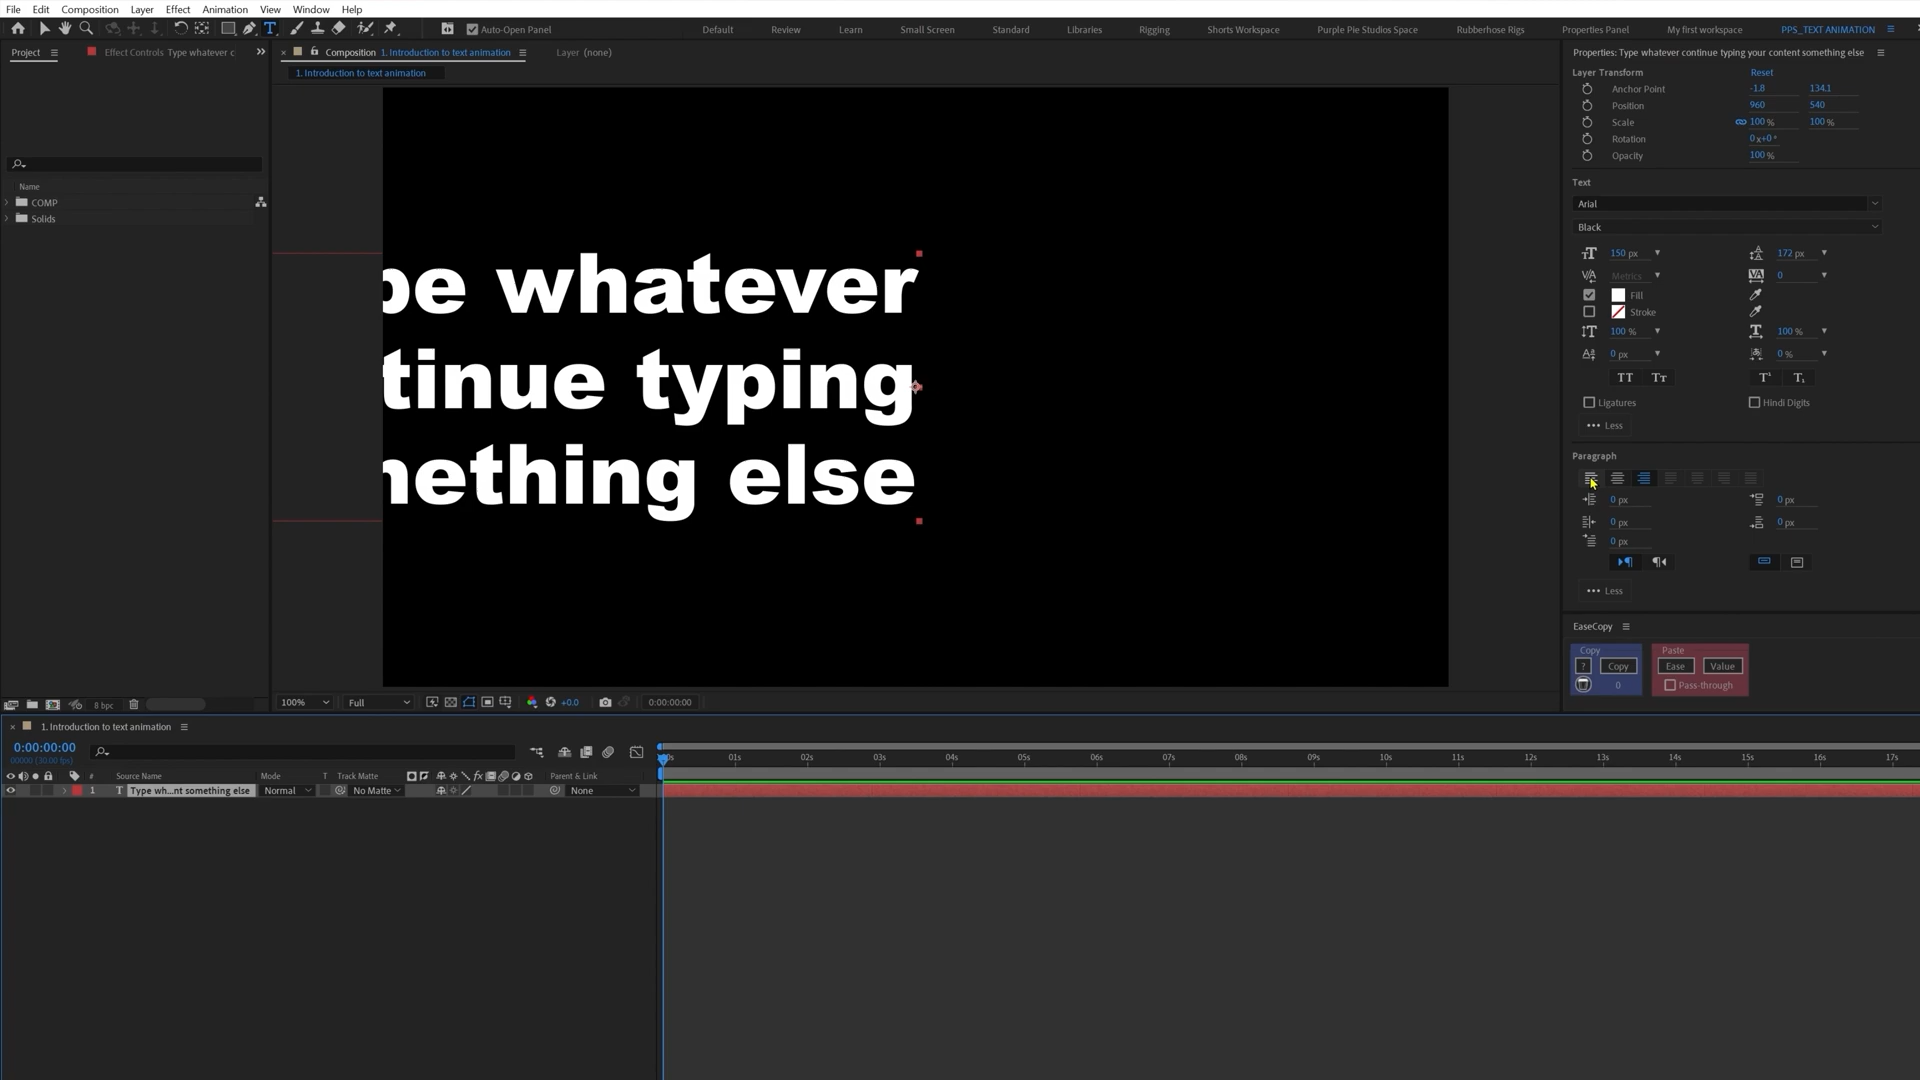 File Edit Composition Layer Effect Animation View Window Help
Auto-Open Panel
Default Review Learn Small Screen Standard Libraries Rigging Shorts Workspace Purple Pie Studios Space Rubberhose Rigs Properties Panel My first workspace PPS_TEXT ANIMATION
Project
Effect Controls Type whatever c
Composition 1. Introduction to text animation
Layer (none)
1. Introduction to text animation
Name
COMP
Solids
pe whatever
tinue typing
nething else
Properties: Type whatever continue typing your content something else
Layer Transform Reset
Anchor Point -1.8 134.1
Position 960 540
Scale 100 % 100 %
Rotation 0 x+0 °
Opacity 100 %
Text
Arial
Black
150 px 172 px
Metrics 0
Fill
Stroke
100 % 100 %
0 px 0 %
TT Tт T¹ T₁
Ligatures Hindi Digits
Less
Paragraph
0 px 0 px
0 px 0 px
0 px
Less
EaseCopy
Copy Paste
? Copy Ease Value
0 Pass-through
8 bpc
100% Full +0.0 0:00:00:00
1. Introduction to text animation
0:00:00:00
00000 (30.00 fps)
# Source Name Mode T Track Matte Parent & Link
1 T Type wh...nt something else Normal No Matte None
01s 02s 03s 04s 05s 06s 07s 08s 09s 10s 11s 12s 13s 14s 15s 16s 17s